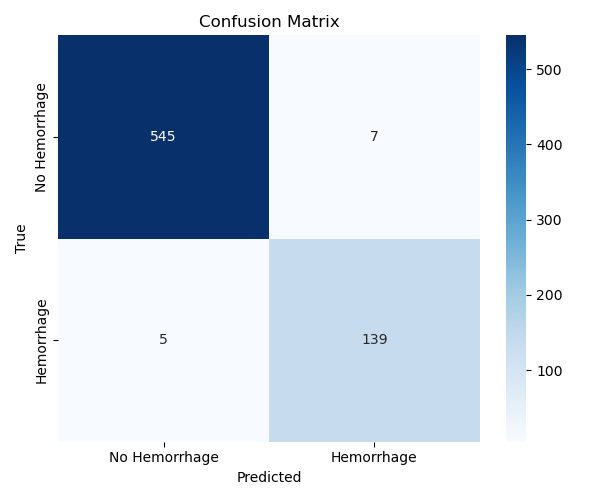 Confusion Matrix
No Hemorrhage
545
7
500
400
300
200
100
True
Hemorrhage
5
139
No Hemorrhage
Hemorrhage
Predicted